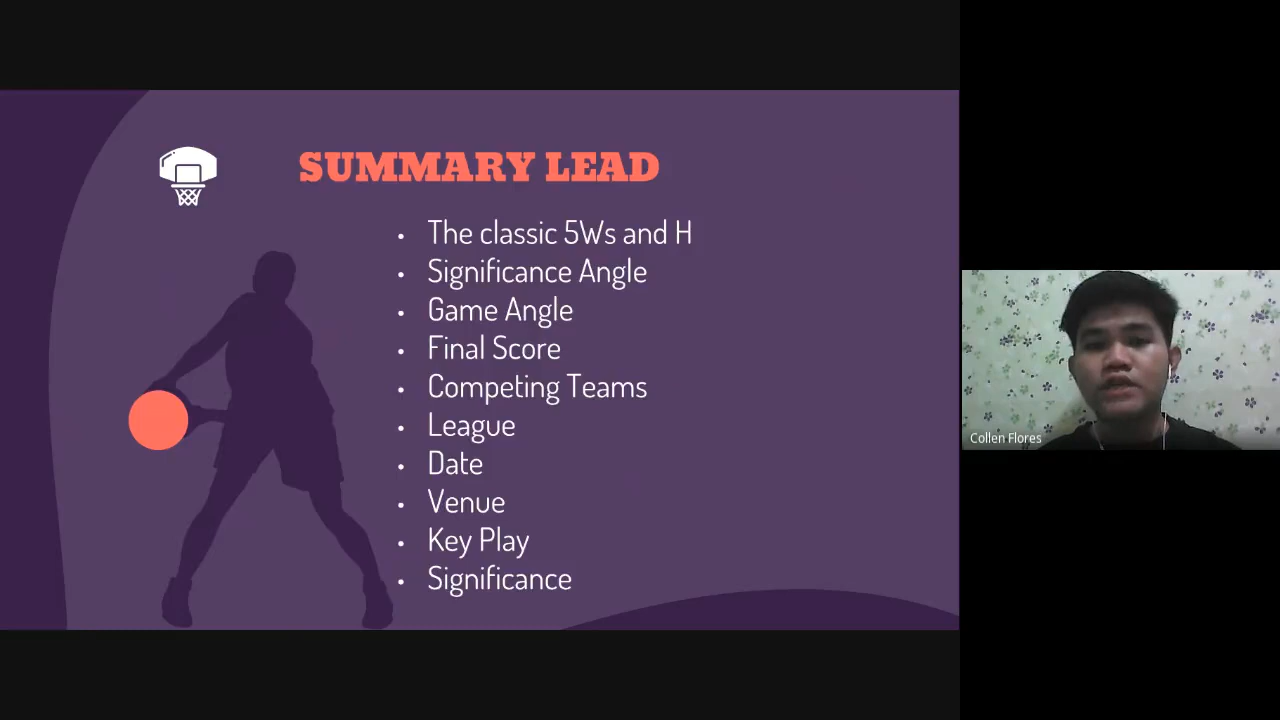 SUMMARY LEAD
• The classic 5Ws and H
• Significance Angle
• Game Angle
• Final Score
• Competing Teams
• League
• Date
• Venue
• Key Play
• Significance
Collen Flores